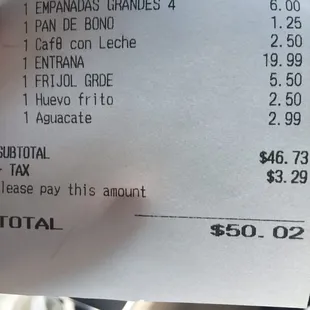 1 EMPANADAS GRANDES 4 6.00
1 PAN DE BONO 1.25
1 Caf8 con Leche 2.50
1 ENTRANA 19.99
1 FRIJOL GRDE 5.50
1 Huevo frito 2.50
1 Aguacate 2.99
SUBTOTAL $46.73
- TAX $3.29
lease pay this amount
TOTAL $50.02